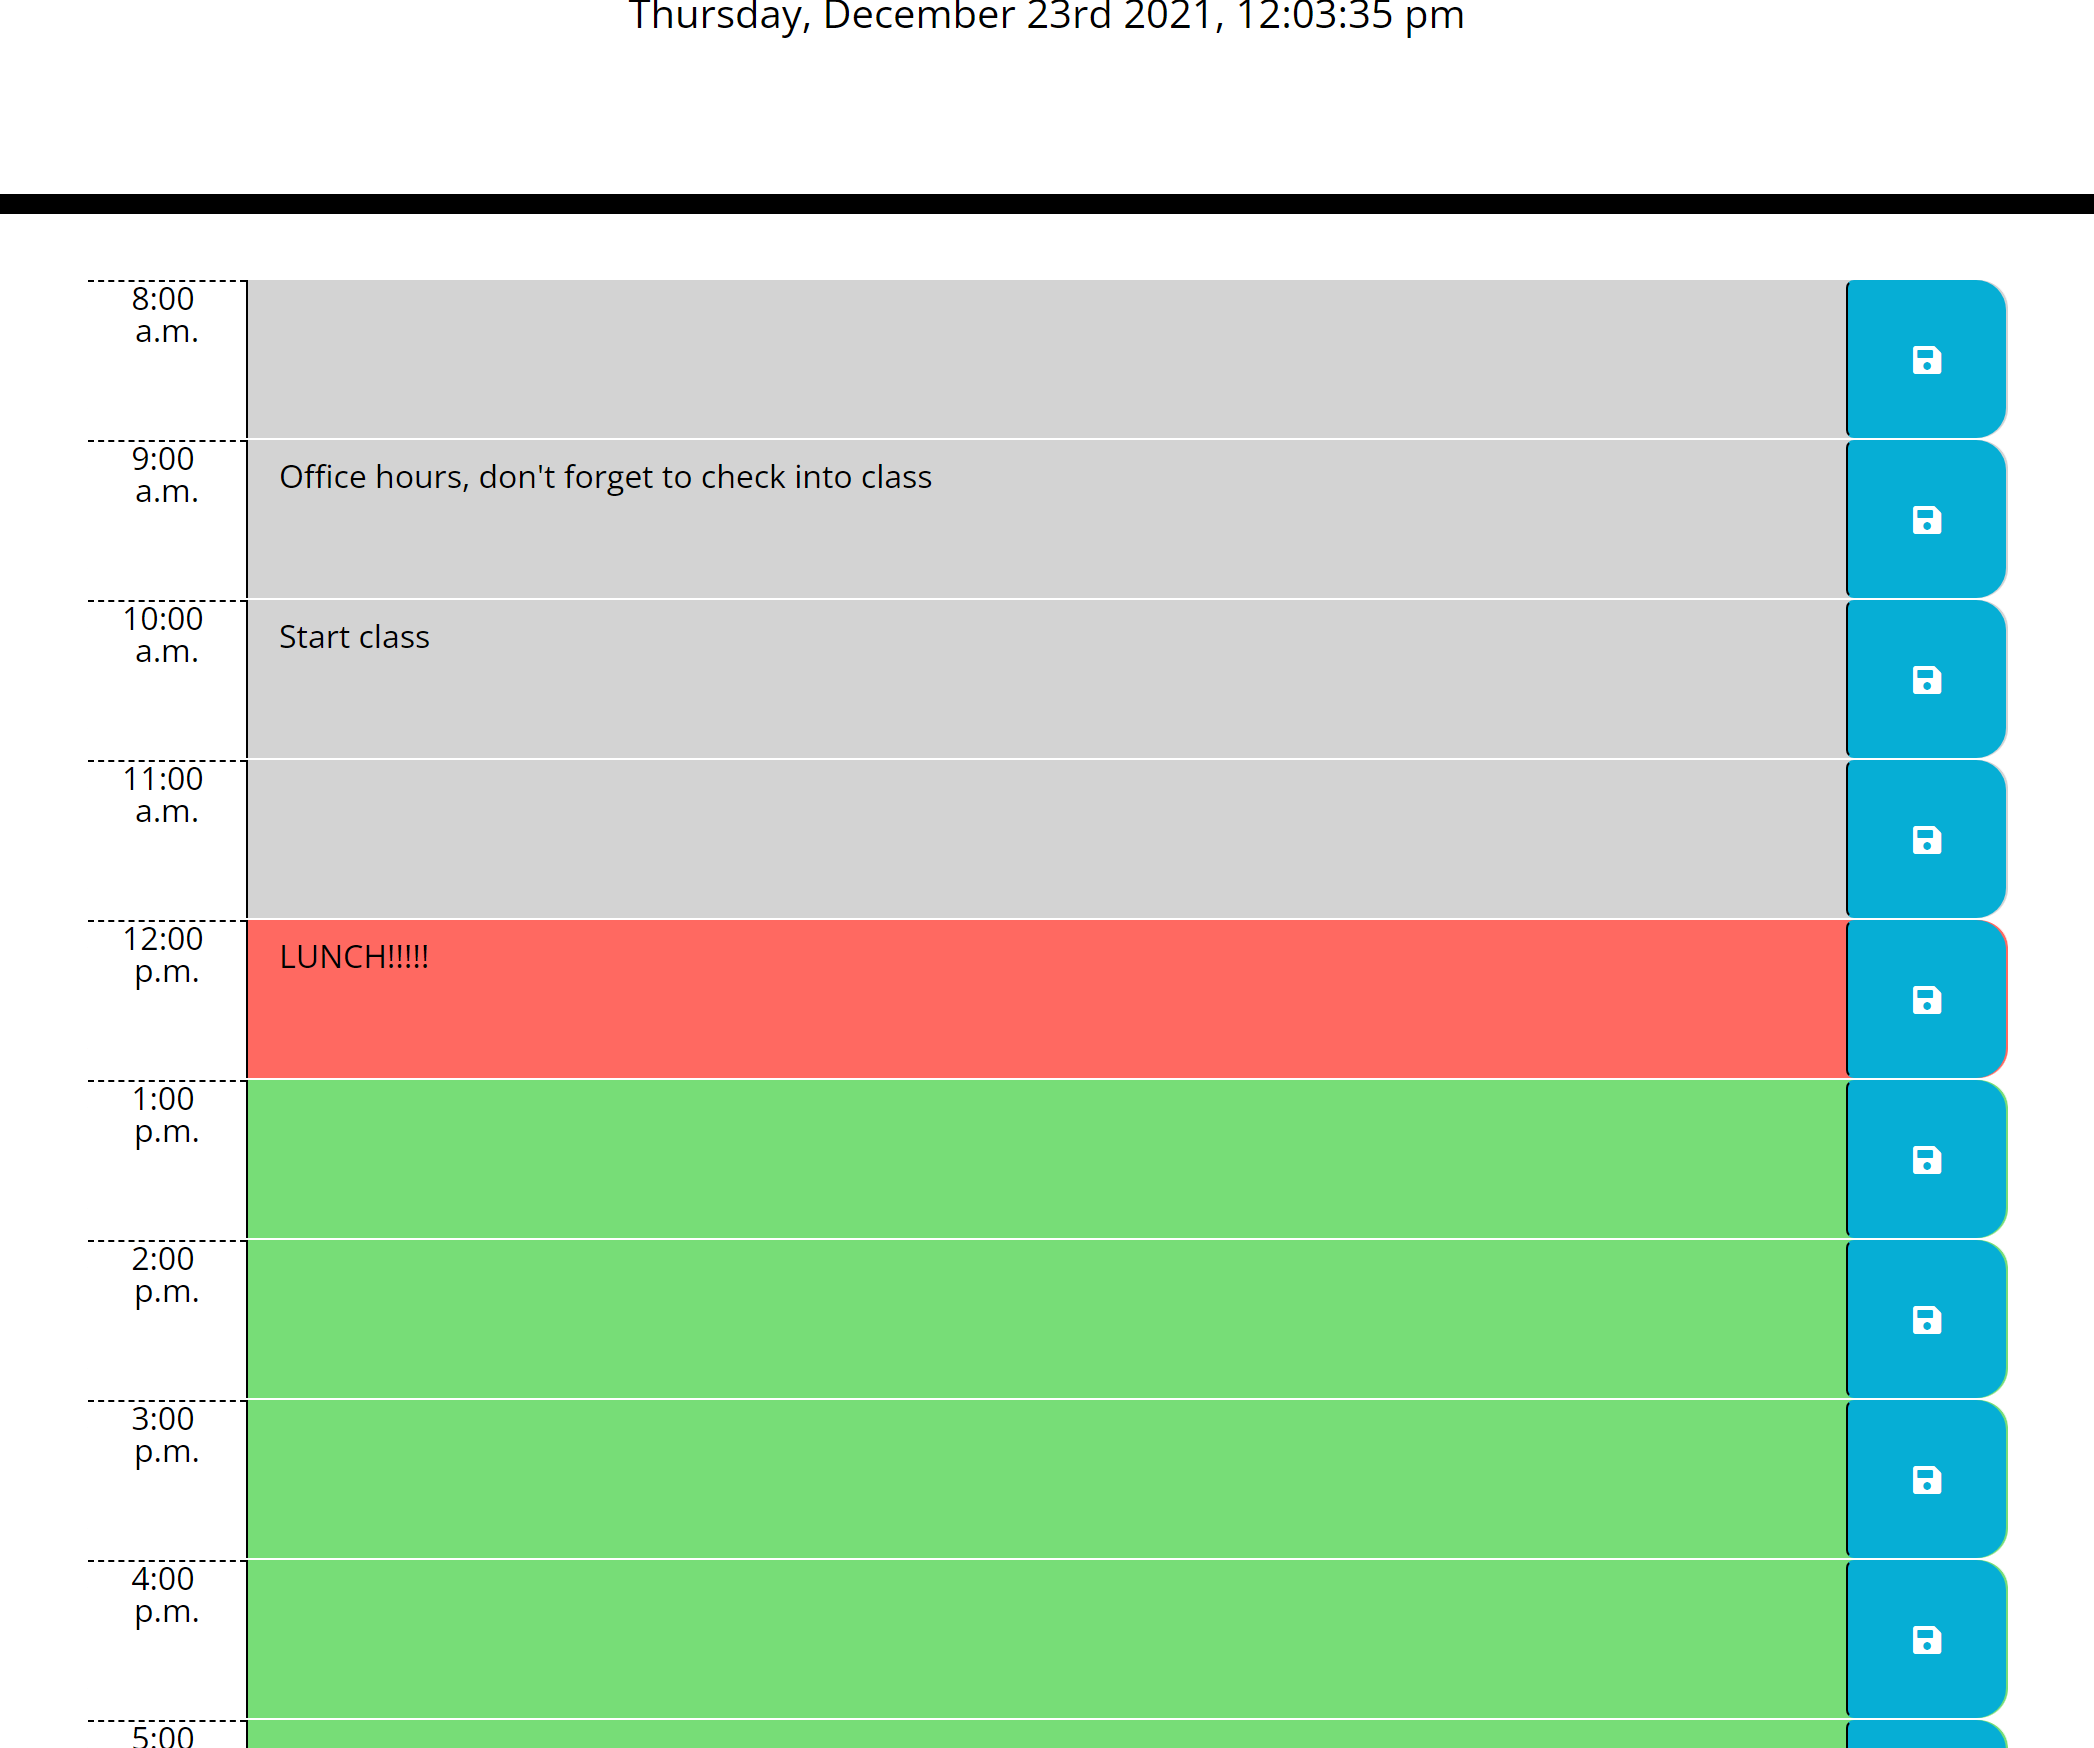 Thursday, December 23rd 2021, 12:03:35 pm
8:00
a.m.
9:00
a.m.
Office hours, don't forget to check into class
10:00
a.m.
Start class
11:00
a.m.
12:00
p.m.
LUNCH!!!!!
1:00
p.m.
2:00
p.m.
3:00
p.m.
4:00
p.m.
5:00